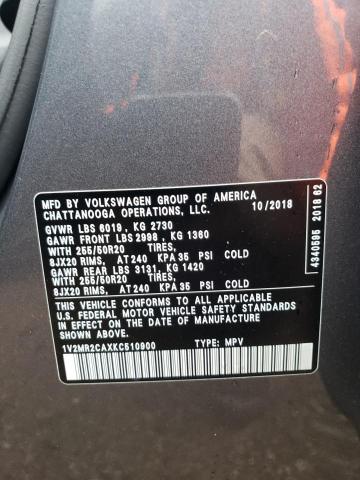 MFD BY VOLKSWAGEN GROUP OF AMERICA
CHATTANOOGA OPERATIONS, LLC. 10/2018
GVWR LBS 6019, KG 2730
GAWR FRONT LBS 2998, KG 1360
WITH 255/50R20 TIRES,
8JX20 RIMS, AT 240 KPA 35 PSI COLD
GAWR REAR LBS 3131, KG 1420
WITH 255/50R20 TIRES,
8JX20 RIMS, AT 240 KPA 35 PSI COLD
THIS VEHICLE CONFORMS TO ALL APPLICABLE
U.S. FEDERAL MOTOR VEHICLE SAFETY STANDARDS
IN EFFECT ON THE DATE OF MANUFACTURE
SHOWN ABOVE.
1V2MR2CAXKC510900 TYPE: MPV
4340595 2018 62